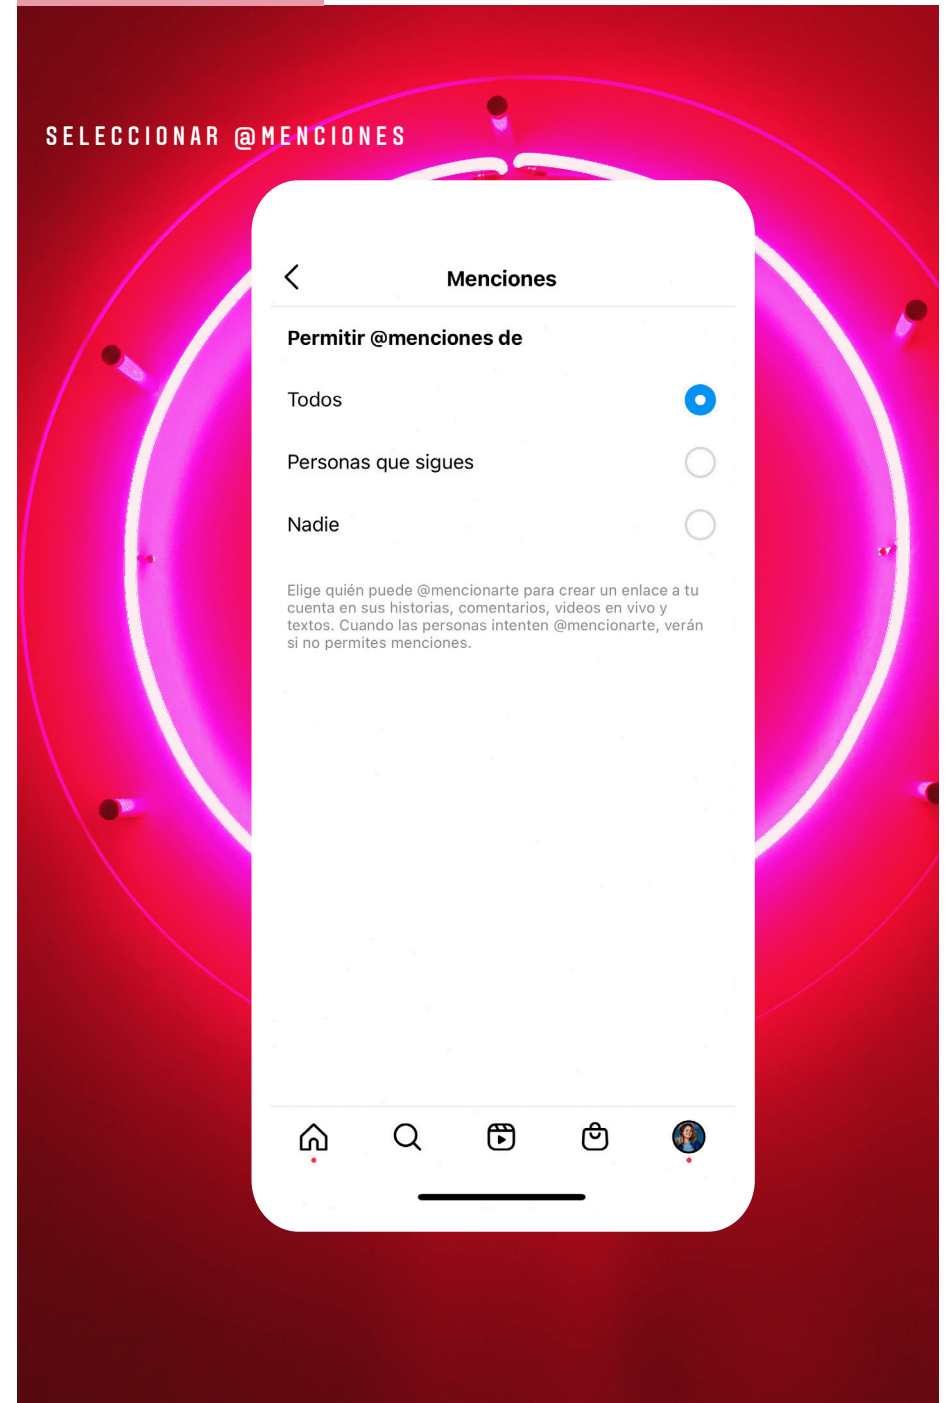 SELECCIONAR @MENCIONES
Menciones
Permitir @menciones de
Todos
Personas que sigues
Nadie
Elige quién puede @mencionarte para crear un enlace a tu
cuenta en sus historias, comentarios, videos en vivo y
textos. Cuando las personas intenten @mencionarte, verán
si no permites menciones.